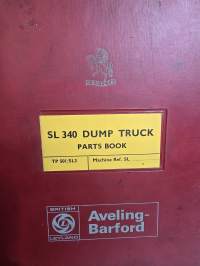 SL 340 DUMP TRUCK
PARTS BOOK
TP 501/SL3
Machine Ref. SL
BRITISH
LEYLAND
Aveling-
Barford